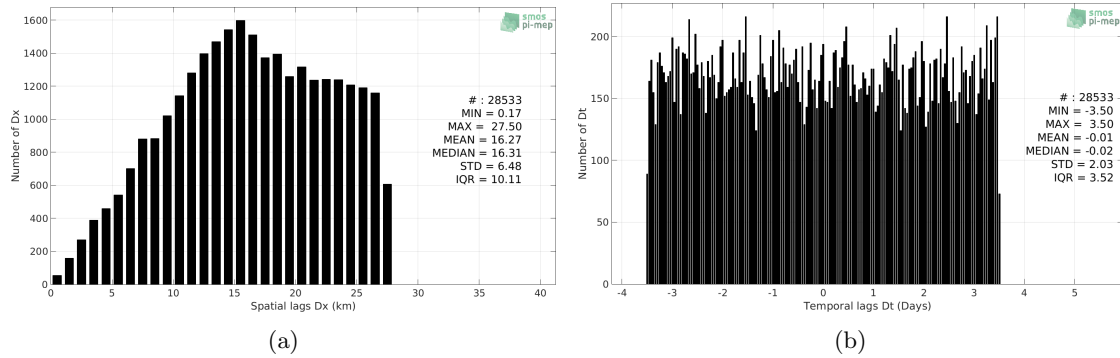 smos
pi-mep
1600
1400
1200
1000
800
600
400
200
0
Number of Dx
# : 28533
MIN = 0.17
MAX = 27.50
MEAN = 16.27
MEDIAN = 16.31
STD = 6.48
IQR = 10.11
0 5 10 15 20 25 30 35 40
Spatial lags Dx (km)
(a)
smos
pi-mep
200
150
100
50
0
Number of Dt
# : 28533
MIN = -3.50
MAX = 3.50
MEAN = -0.01
MEDIAN = -0.02
STD = 2.03
IQR = 3.52
-4 -3 -2 -1 0 1 2 3 4 5
Temporal lags Dt (Days)
(b)